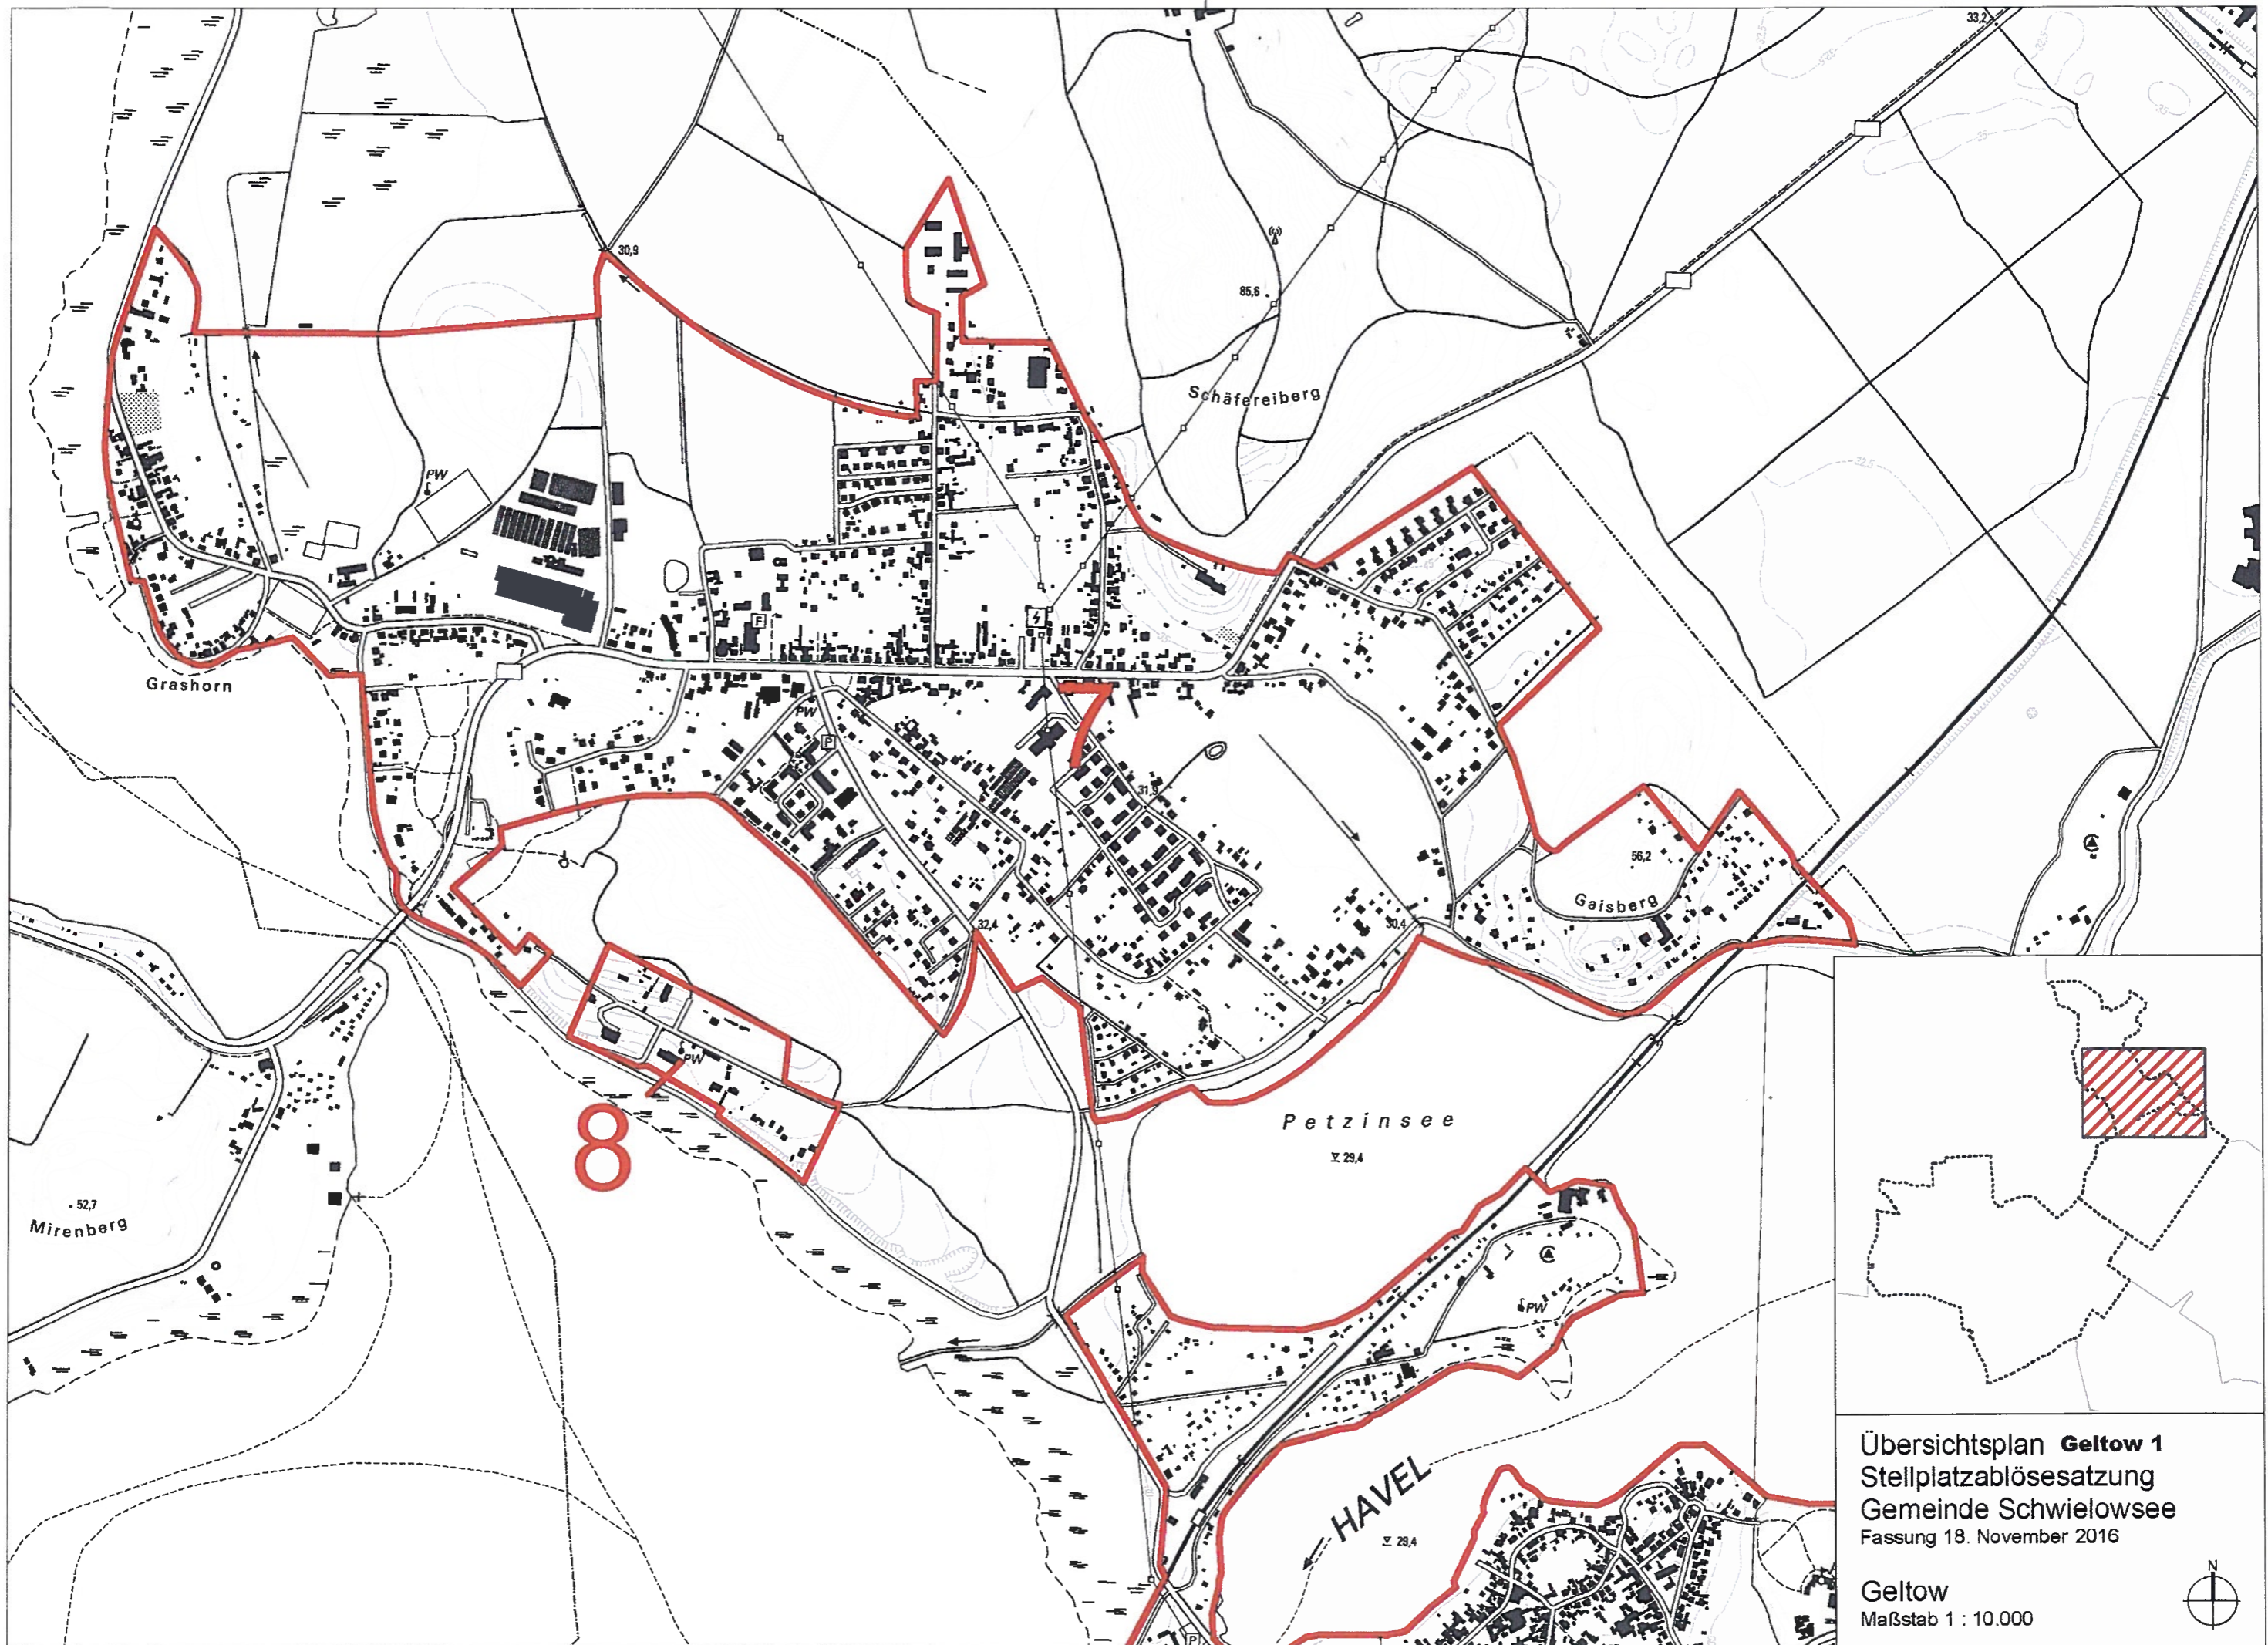 33,2
30,9
85,6
Schäfereiberg
PW
F
Grashorn
7
PW
P
31,9
56,2
Gaisberg
32,4
30,4
PW
8
Petzinsee
29,4
52,7
Mirenberg
PW
HAVEL
29,4
P
Übersichtsplan Geltow 1
Stellplatzablösesatzung
Gemeinde Schwielowsee
Fassung 18. November 2016
Geltow
Maßstab 1 : 10.000
N